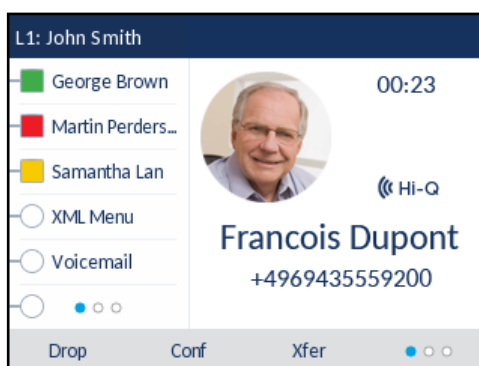 L1: John Smith
George Brown
Martin Perders...
Samantha Lan
XML Menu
Voicemail
00:23
Hi-Q
Francois Dupont
+4969435559200
Drop Conf Xfer